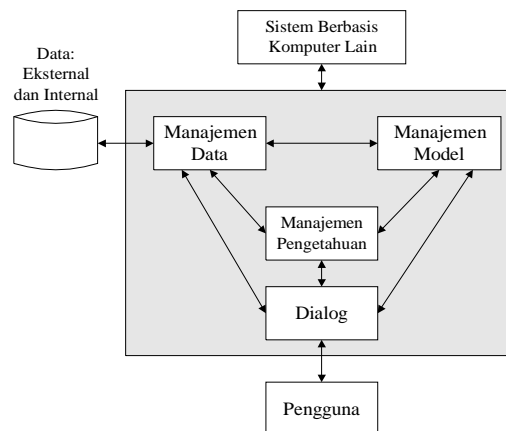 Sistem Berbasis
Komputer Lain
Data:
Eksternal
dan Internal
Manajemen
Data
Manajemen
Model
Manajemen
Pengetahuan
Dialog
Pengguna